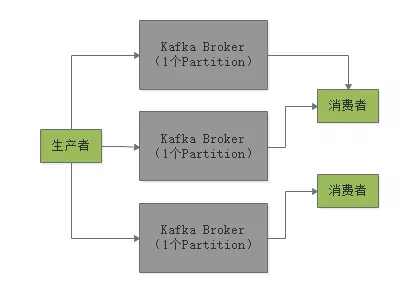 Kafka Broker
（1个Partition）
消费者
生产者
Kafka Broker
（1个Partition）
消费者
Kafka Broker
（1个Partition）